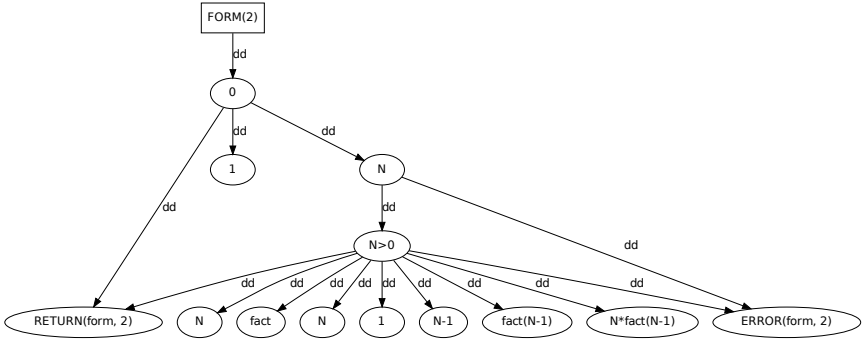 FORM(2)
dd
0
dd
dd
1
N
dd
dd
dd
N>0
dd
dd
dd
dd
dd
dd
dd
dd
dd
RETURN(form, 2)
N
fact
N
1
N-1
fact(N-1)
N*fact(N-1)
ERROR(form, 2)